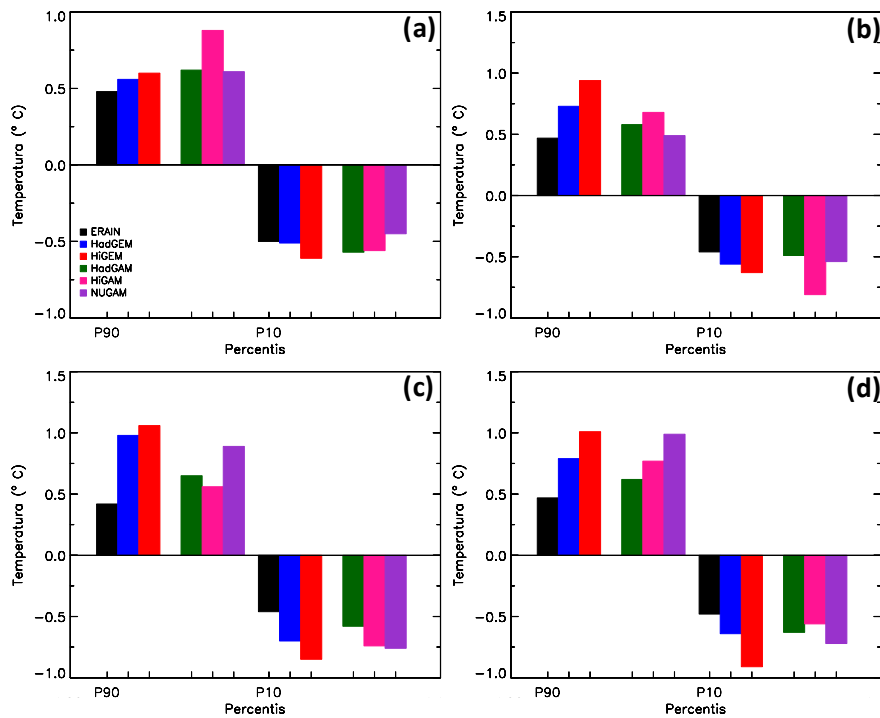 (a)
1.0
0.5
0.0
−0.5
−1.0
Temperatura (° C)
ERAIN
HadGEM
HiGEM
HadGAM
HiGAM
NUGAM
P90 P10
Percentis
(b)
1.5
1.0
0.5
0.0
−0.5
−1.0
Temperatura (° C)
P90 P10
Percentis
(c)
1.5
1.0
0.5
0.0
−0.5
−1.0
Temperatura (° C)
P90 P10
Percentis
(d)
1.5
1.0
0.5
0.0
−0.5
−1.0
Temperatura (° C)
P90 P10
Percentis